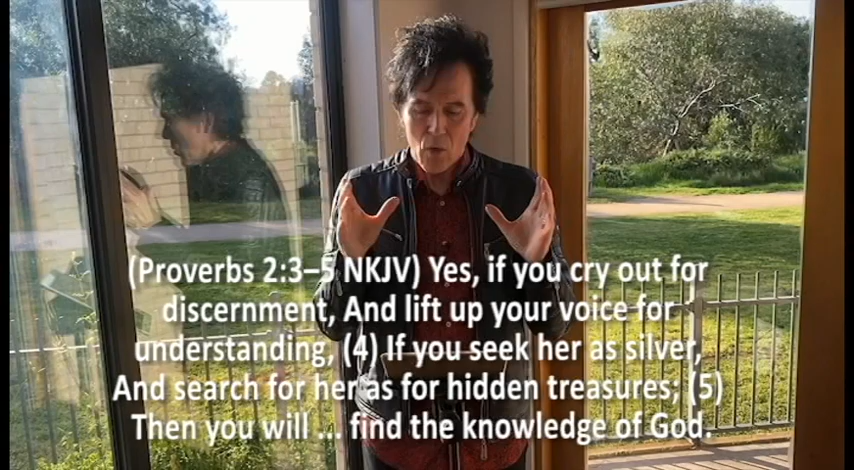 (Proverbs 2:3–5 NKJV) Yes, if you cry out for
discernment, And lift up your voice for
understanding, (4) If you seek her as silver,
And search for her as for hidden treasures; (5)
Then you will ... find the knowledge of God.